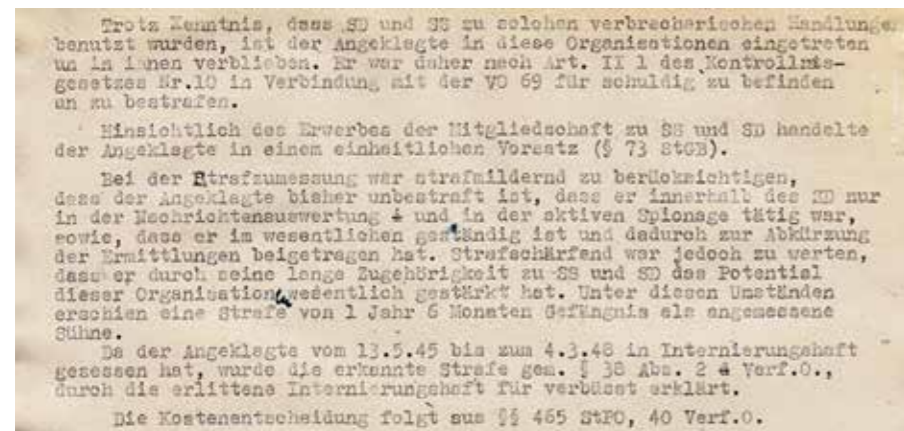 Trotz Kenntnis, dass SD und SS zu solchen verbrecherischen Handlungen
benutzt wurden, ist der Angeklagte in diese Organisationen eingetreten
un in ihnen verblieben. Er war daher nach Art. II 1 des Kontrollrats-
gesetzes Nr.10 in Verbindung mit der VO 69 für schuldig zu befinden
un zu bestrafen.
Hinsichtlich des Erwerbes der Mitgliedschaft zu SS und SD handelte
der Angeklagte in einem einheitlichen Vorsatz (§ 73 StGB).
Bei der Strafzumessung war strafmildernd zu berücksichtigen,
dass der Angeklagte bisher unbestraft ist, dass er innerhalb des SD nur
in der Nachrichtenauswertung und in der aktiven Spionage tätig war,
sowie, dass er im wesentlichen geständig ist und dadurch zur Abkürzung
der Ermittlungen beigetragen hat. Strafschärfend war jedoch zu werten,
dass er durch seine lange Zugehörigkeit zu SS und SD das Potential
dieser Organisation wesentlich gestärkt hat. Unter diesen Umständen
erschien eine Strafe von 1 Jahr 6 Monaten Gefängnis als angemessene
Sühne.
Da der Angeklagte vom 13.5.45 bis zum 4.3.48 in Internierungshaft
gesessen hat, wurde die erkannte Strafe gem. § 38 Abs. 2 Verf.O.,
durch die erlittene Internierungshaft für verbüsst erklärt.
Die Kostenentscheidung folgt aus §§ 465 StPO, 40 Verf.O.